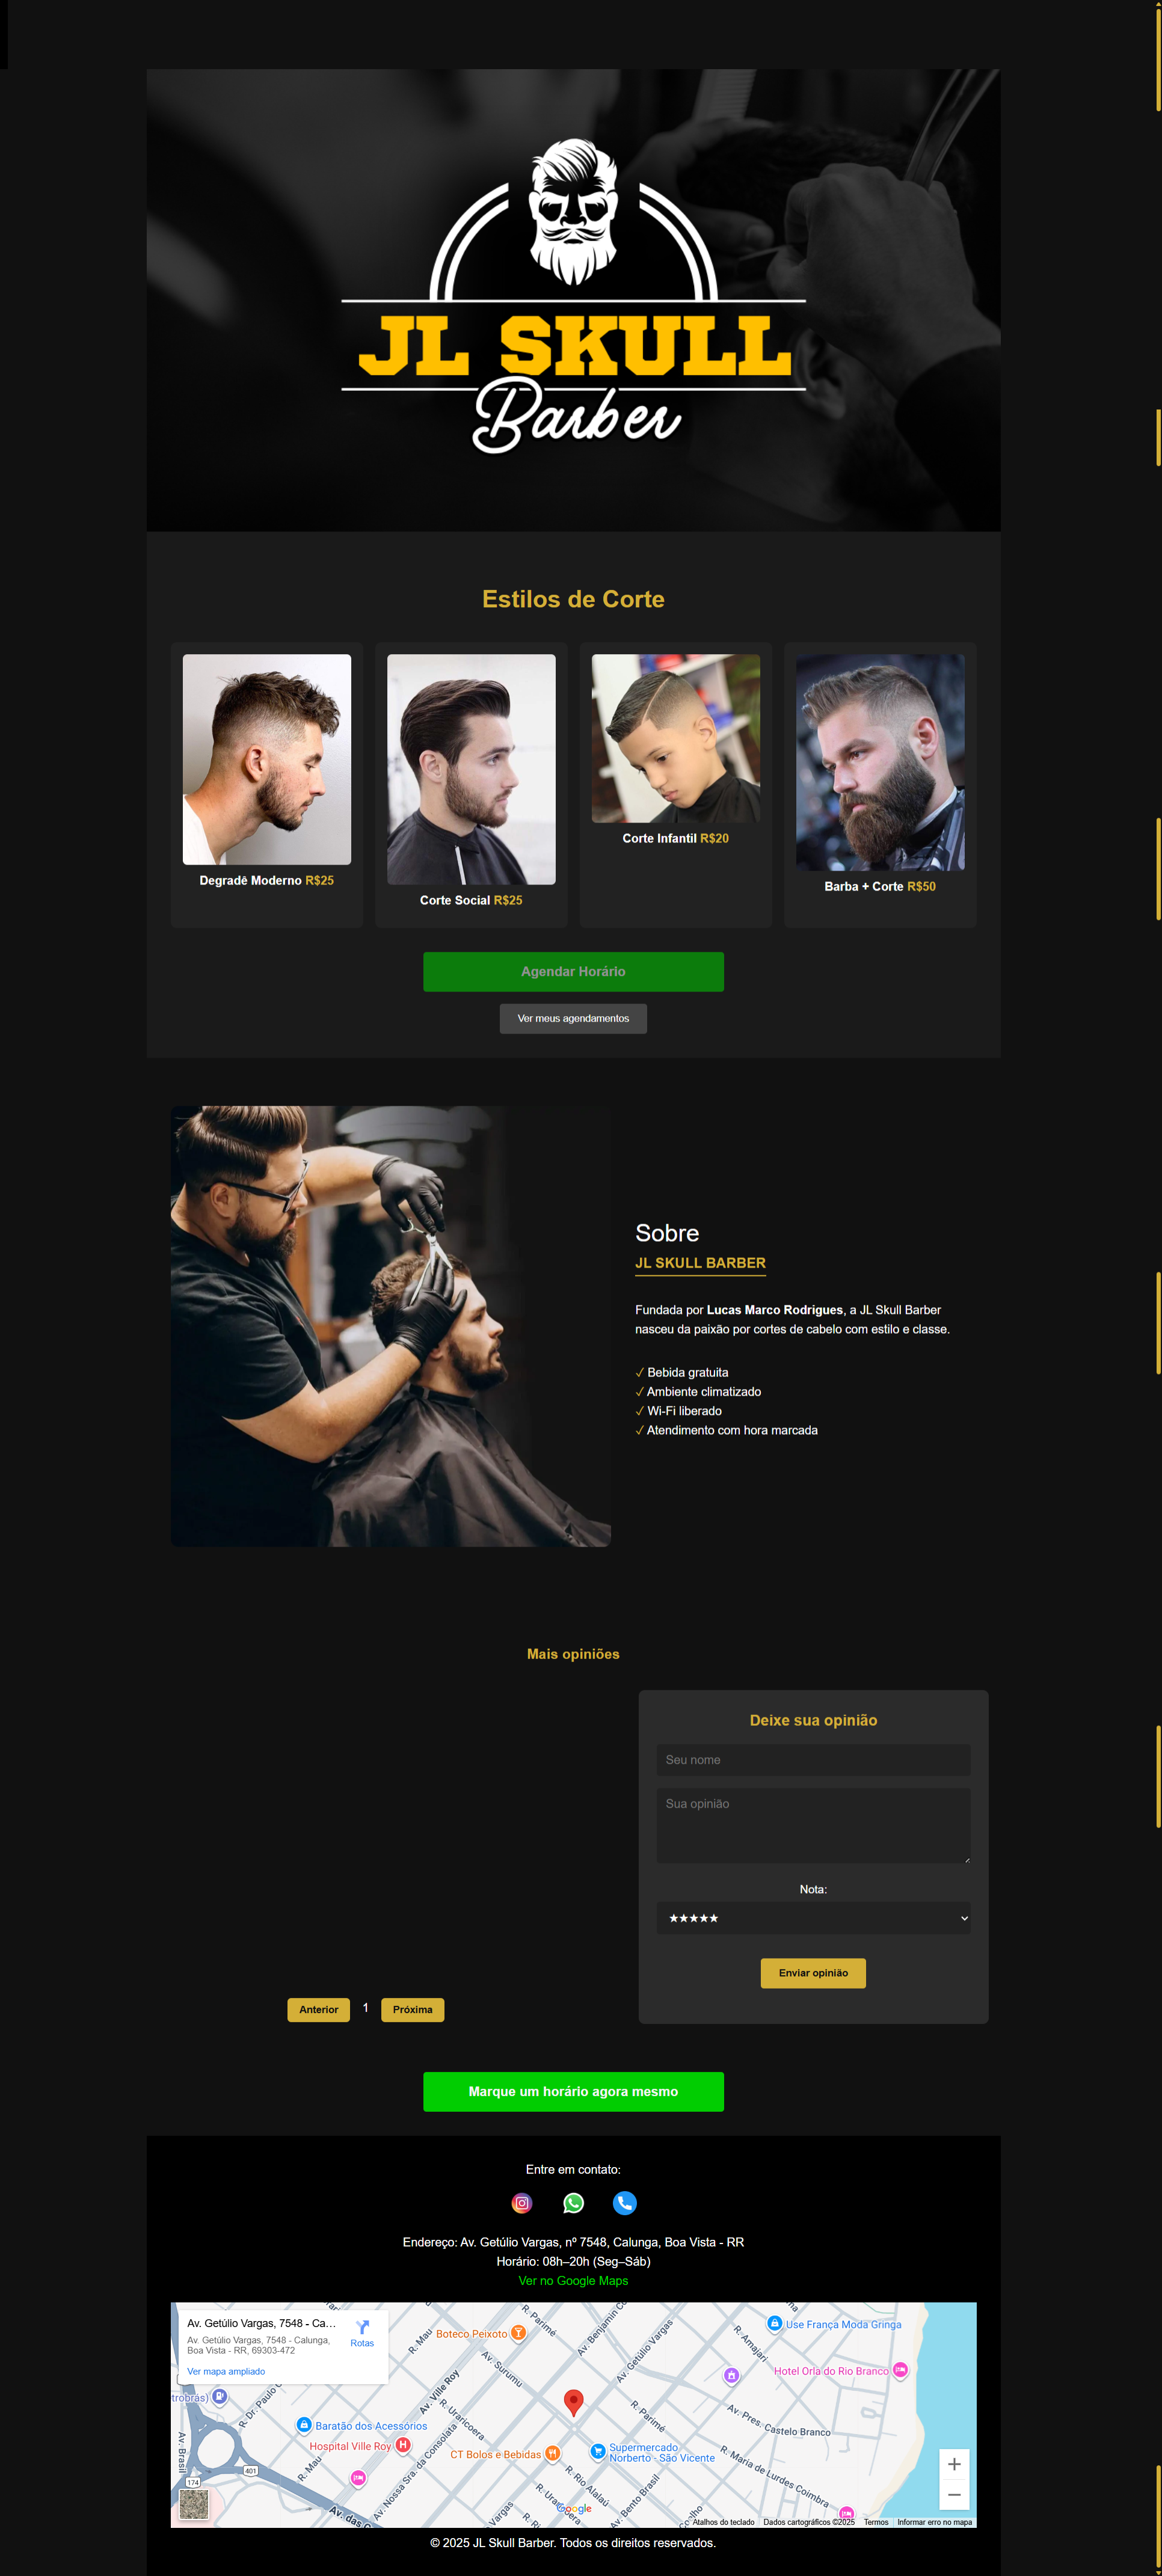 JL SKULL
Barber
Estilos de Corte
Degradê Moderno R$25
Corte Social R$25
Corte Infantil R$20
Barba + Corte R$50
Agendar Horário
Ver meus agendamentos
Sobre
JL SKULL BARBER
Fundada por Lucas Marco Rodrigues, a JL Skull Barber
nasceu da paixão por cortes de cabelo com estilo e classe.
✓ Bebida gratuita
✓ Ambiente climatizado
✓ Wi-Fi liberado
✓ Atendimento com hora marcada
Mais opiniões
Deixe sua opinião
Seu nome
Sua opinião
Nota:
★★★★★
Enviar opinião
Anterior 1 Próxima
Marque um horário agora mesmo
Entre em contato:
Endereço: Av. Getúlio Vargas, nº 7548, Calunga, Boa Vista - RR
Horário: 08h–20h (Seg–Sáb)
Ver no Google Maps
Av. Getúlio Vargas, 7548 - Ca...
Av. Getúlio Vargas, 7548 - Calunga,
Boa Vista - RR, 69303-472
Rotas
Ver mapa ampliado
R. Mau
R. Parimé
Boteco Peixoto
Av. Surumu
Av. Benjamin Co
Av. Getúlio Vargas
R. Amajari
Use França Moda Gringa
Hotel Orla do Rio Branco
trobrás)
R. Dr. Paulo C
Av. Ville Roy
R. Uraricoera
R. Parimé
Av. Pres. Castelo Branco
Baratão dos Acessórios
Hospital Ville Roy
Av. Brasil
401
174
R. Mau
Av. Nossa Sra. da Consolata
CT Bolos e Bebidas
Supermercado
Norberto - São Vicente
R. Maria de Lurdes Coimbra
R. Rio Alalaú
Av. Bento Brasil
Av. das
Google
Atalhos do teclado Dados cartográficos ©2025 Termos Informar erro no mapa
© 2025 JL Skull Barber. Todos os direitos reservados.